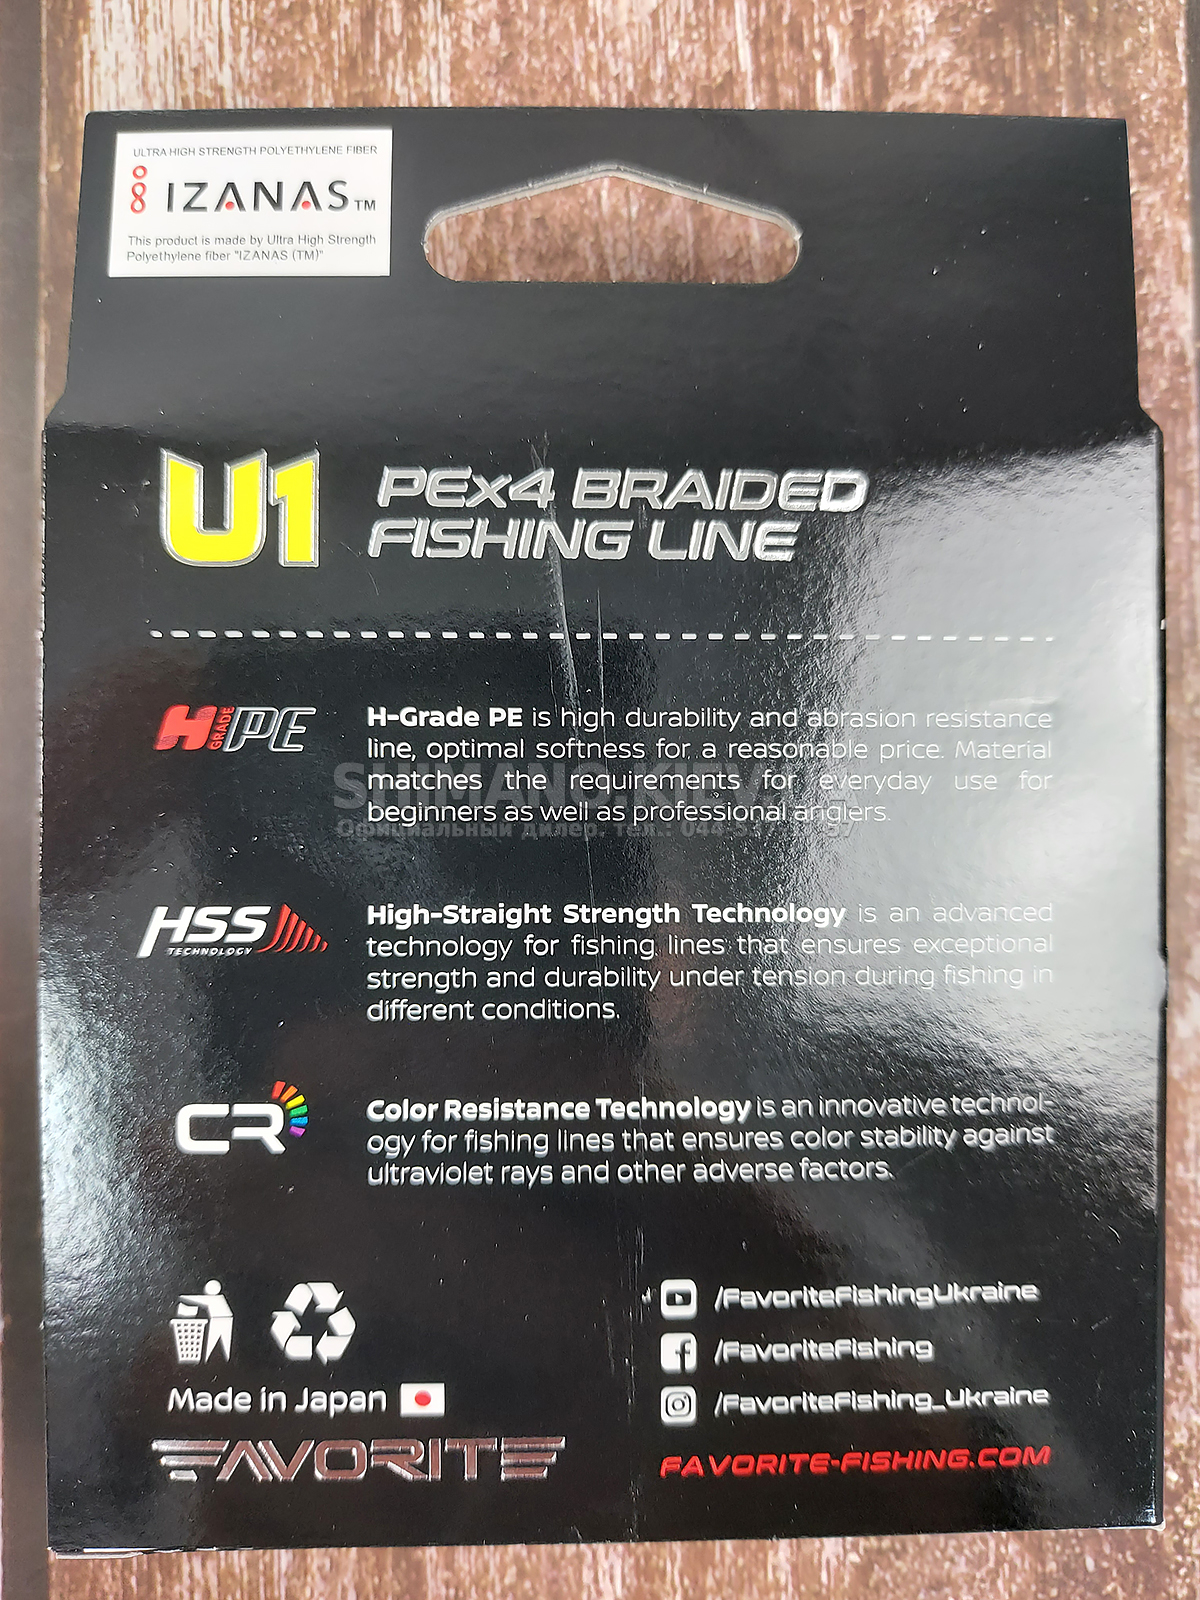 ULTRA HIGH STRENGTH POLYETHYLENE FIBER
IZANAS TM
This product is made by Ultra High Strength
Polyethylene fiber "IZANAS (TM)"
U1
PEx4 BRAIDED
FISHING LINE
H GRADE PE
H-Grade PE is high durability and abrasion resistance
line, optimal softness for a reasonable price. Material
matches the requirements for everyday use for
beginners as well as professional anglers.
Официальный дилер. тел.: 044
HSS
TECHNOLOGY
High-Straight Strength Technology is an advanced
technology for fishing lines that ensures exceptional
strength and durability under tension during fishing in
different conditions.
CR
Color Resistance Technology is an innovative technol-
ogy for fishing lines that ensures color stability against
ultraviolet rays and other adverse factors.
/FavoriteFishingUkraine
/FavoriteFishing
/FavoriteFishing_Ukraine
Made in Japan
FAVORITE
FAVORITE-FISHING.COM